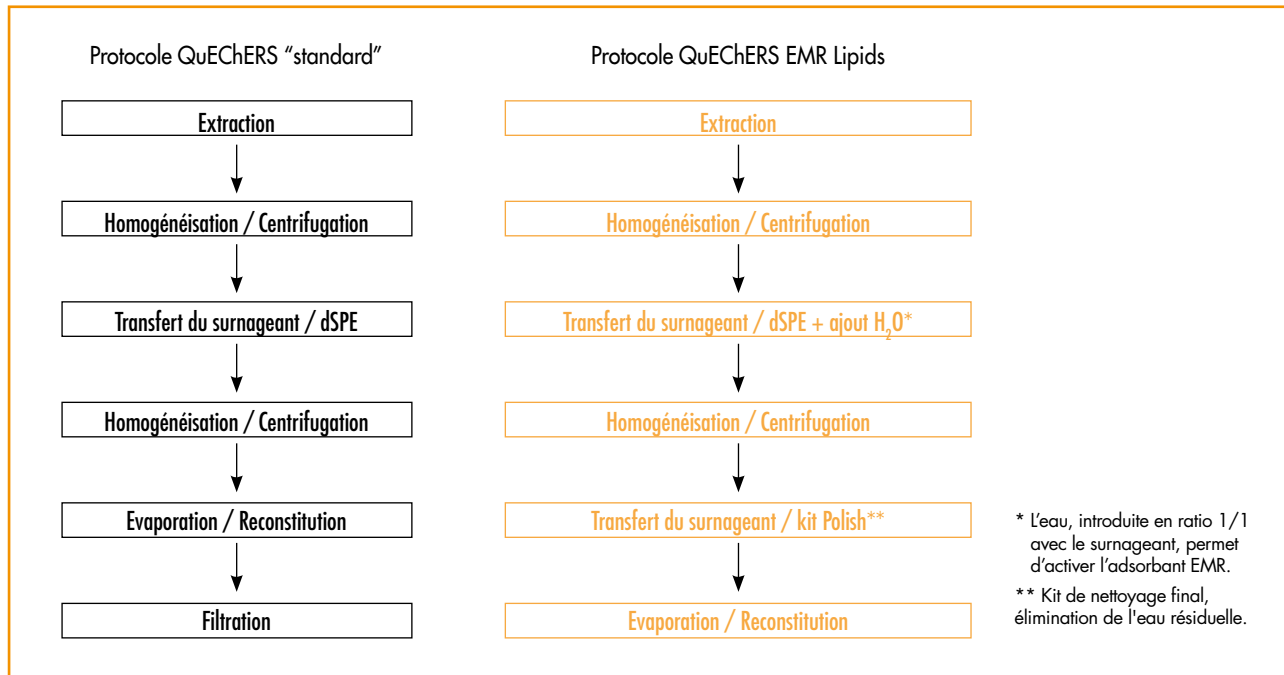 Protocole QuEChERS “standard”
Extraction
Homogénéisation / Centrifugation
Transfert du surnageant / dSPE
Homogénéisation / Centrifugation
Evaporation / Reconstitution
Filtration
Protocole QuEChERS EMR Lipids
Extraction
Homogénéisation / Centrifugation
Transfert du surnageant / dSPE + ajout H₂O*
Homogénéisation / Centrifugation
Transfert du surnageant / kit Polish**
Evaporation / Reconstitution
* L’eau, introduite en ratio 1/1
avec le surnageant, permet
d’activer l’adsorbant EMR.
** Kit de nettoyage final,
élimination de l'eau résiduelle.